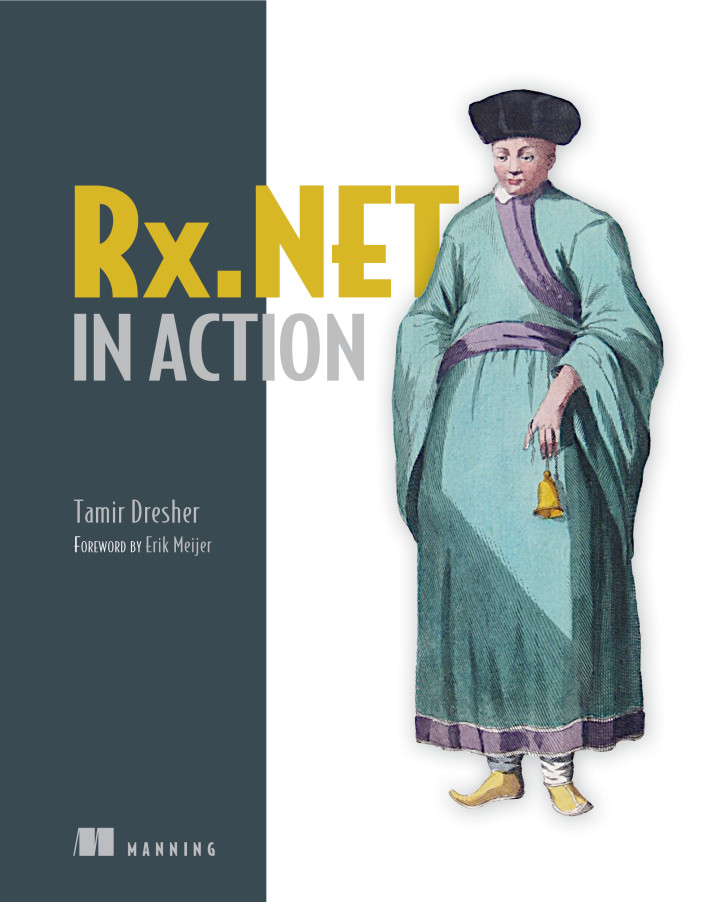 Rx.NET
IN ACTION
Tamir Dresher
FOREWORD BY Erik Meijer
MANNING